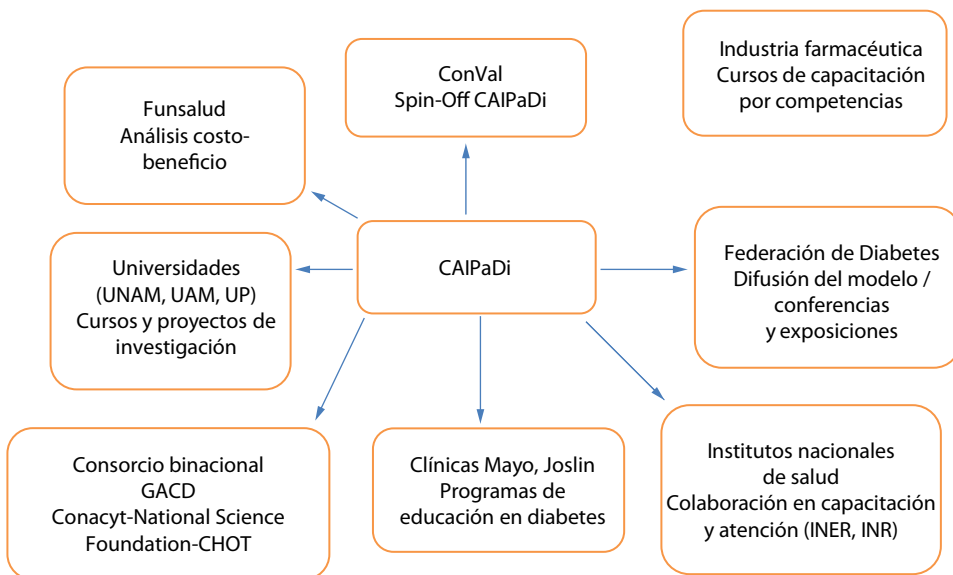 ConVal
Spin-Off CAIPaDi
Industria farmacéutica
Cursos de capacitación
por competencias
Funsalud
Análisis costo-
beneficio
CAIPaDi
Universidades
(UNAM, UAM, UP)
Cursos y proyectos de
investigación
Federación de Diabetes
Difusión del modelo /
conferencias
y exposiciones
Consorcio binacional
GACD
Conacyt-National Science
Foundation-CHOT
Clínicas Mayo, Joslin
Programas de
educación en diabetes
Institutos nacionales
de salud
Colaboración en capacitación
y atención (INER, INR)